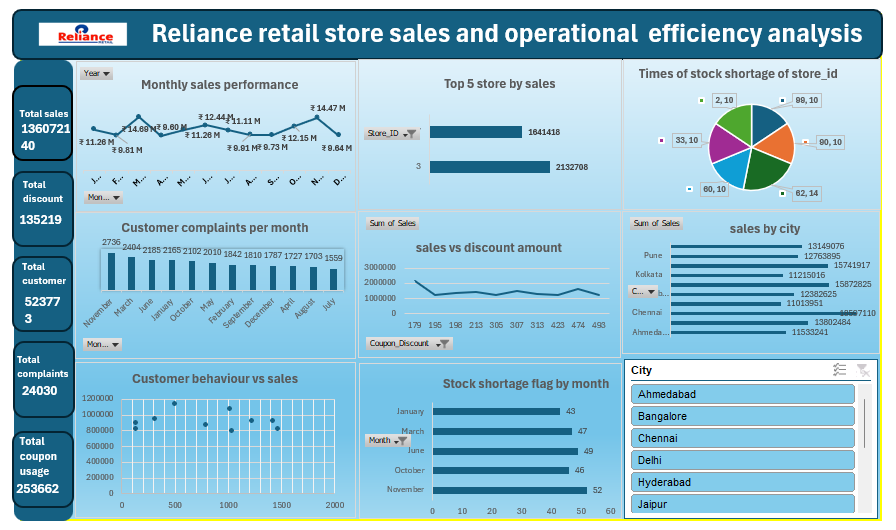 Reliance
RETAIL
Reliance retail store sales and operational efficiency analysis
Total sales
1360721
40
Total
discount
135219
Total
customer
52377
3
Total
complaints
24030
Total
coupon
usage
253662
Year
Monthly sales performance
₹ 11.26 M
₹ 9.81 M
₹ 14.69 M
₹ 9.60 M
₹ 11.26 M
₹ 12.44 M
₹ 11.11 M
₹ 9.91 M
₹ 9.73 M
₹ 12.15 M
₹ 14.47 M
₹ 9.64 M
J... F... M... A... M... J... J... A... S... O... N... D...
Mon...
Top 5 store by sales
Store_ID
1641418
3
2132708
Times of stock shortage of store_id
2, 10
99, 10
33, 10
90, 10
60, 10
62, 14
Customer complaints per month
2736 2404 2185 2165 2102 2010 1842 1810 1787 1727 1703 1559
November March June January October May February September December April August July
Mon...
Sum of Sales
sales vs discount amount
3000000
2000000
1000000
0
179 195 198 213 305 307 313 422 474 493
Coupon_Discount
Sum of Sales
sales by city
13149076
Pune 12763895
15741917
Kolkata 11215016
15872825
C...
12382625
11013951
Chennai
13802484
Ahmeda... 11533241
Customer behaviour vs sales
1200000
1000000
800000
600000
400000
200000
0
0 500 1000 1500 2000
Stock shortage flag by month
January 43
March 47
Month
June 49
October 46
November 52
0 10 20 30 40 50 60
City
Ahmedabad
Bangalore
Chennai
Delhi
Hyderabad
Jaipur